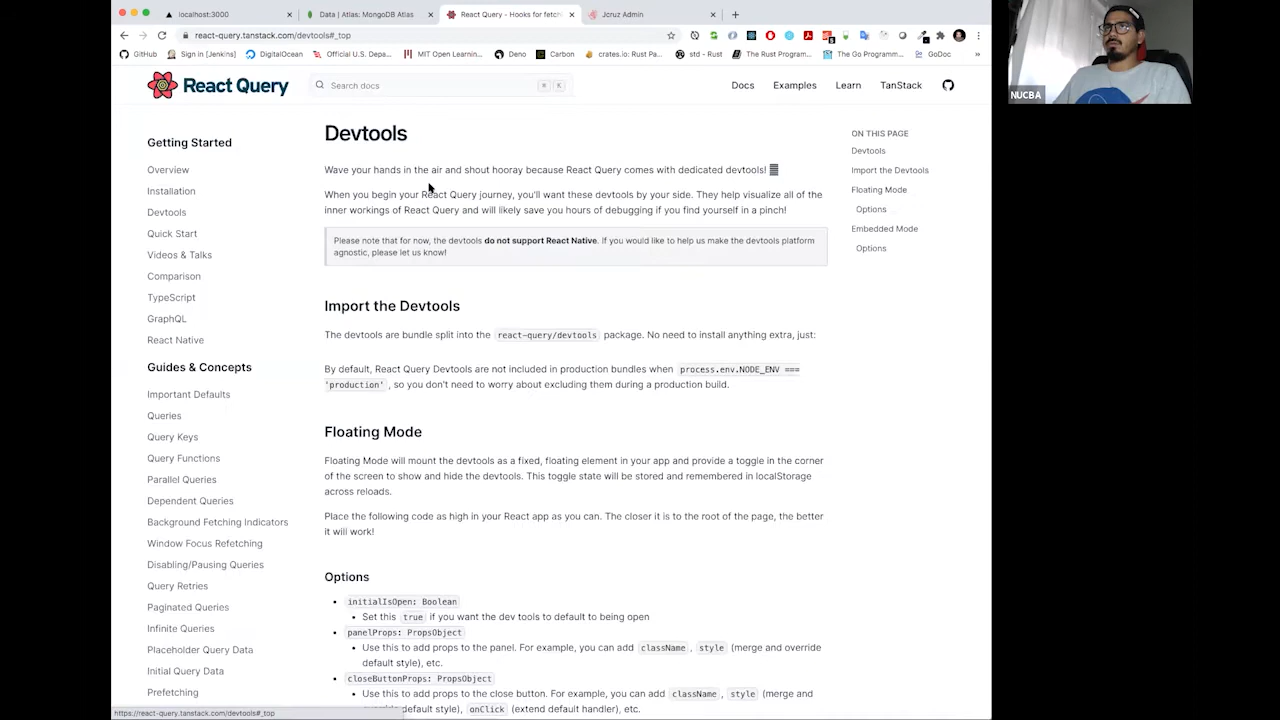 localhost:3000
Data | Atlas: MongoDB Atlas
React Query - Hooks for fetch
Jcruz Admin
react-query.tanstack.com/devtools#_top
GitHub
Sign in [Jenkins]
DigitalOcean
Official U.S. Depa...
MIT Open Learnin...
Deno
Carbon
crates.io: Rust Pa...
std - Rust
The Rust Program...
The Go Programm...
GoDoc
NUCBA
React Query
Search docs
⌘ K
Docs
Examples
Learn
TanStack
Getting Started
Overview
Installation
Devtools
Quick Start
Videos & Talks
Comparison
TypeScript
GraphQL
React Native
Guides & Concepts
Important Defaults
Queries
Query Keys
Query Functions
Parallel Queries
Dependent Queries
Background Fetching Indicators
Window Focus Refetching
Disabling/Pausing Queries
Query Retries
Paginated Queries
Infinite Queries
Placeholder Query Data
Initial Query Data
Prefetching
Devtools
Wave your hands in the air and shout hooray because React Query comes with dedicated devtools!
When you begin your React Query journey, you'll want these devtools by your side. They help visualize all of the
inner workings of React Query and will likely save you hours of debugging if you find yourself in a pinch!
Please note that for now, the devtools do not support React Native. If you would like to help us make the devtools platform
agnostic, please let us know!
Import the Devtools
The devtools are bundle split into the react-query/devtools package. No need to install anything extra, just:
By default, React Query Devtools are not included in production bundles when process.env.NODE_ENV ===
'production', so you don't need to worry about excluding them during a production build.
Floating Mode
Floating Mode will mount the devtools as a fixed, floating element in your app and provide a toggle in the corner
of the screen to show and hide the devtools. This toggle state will be stored and remembered in localStorage
across reloads.
Place the following code as high in your React app as you can. The closer it is to the root of the page, the better
it will work!
Options
initialIsOpen: Boolean
Set this true if you want the dev tools to default to being open
panelProps: PropsObject
Use this to add props to the panel. For example, you can add className, style (merge and override
default style), etc.
closeButtonProps: PropsObject
Use this to add props to the close button. For example, you can add className, style (merge and
default style), onClick (extend default handler), etc.
ON THIS PAGE
Devtools
Import the Devtools
Floating Mode
Options
Embedded Mode
Options
https://react-query.tanstack.com/devtools#_top